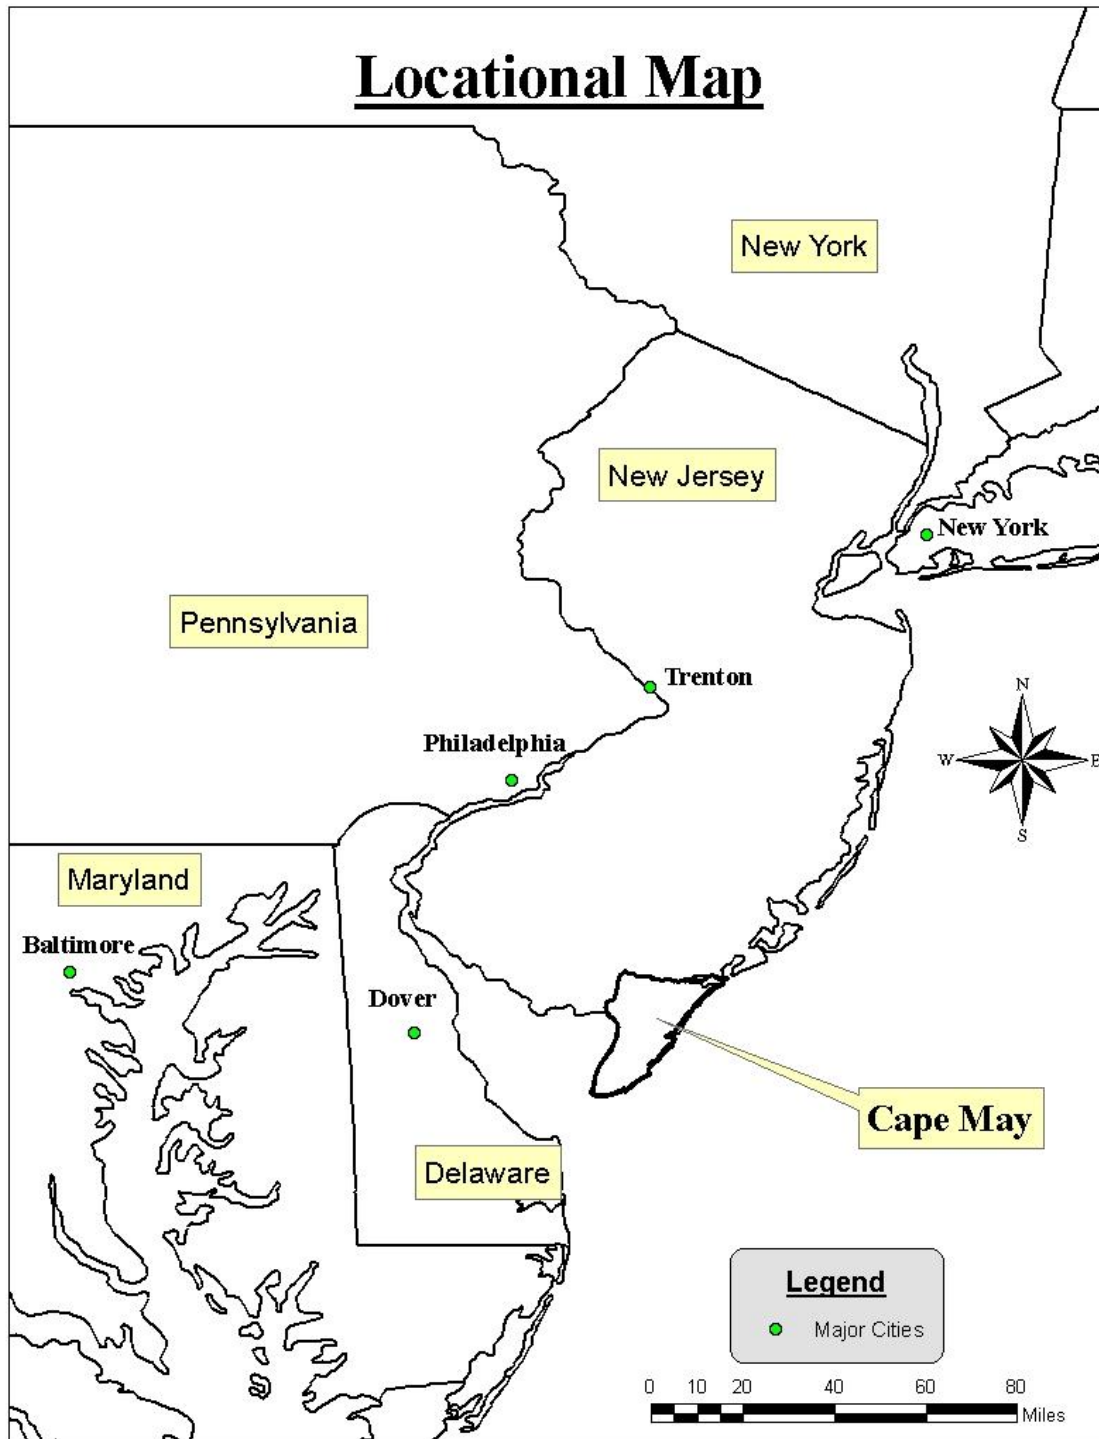 Locational Map
New York
New Jersey
New York
Pennsylvania
Trenton
N
Philadelphia
W
E
S
Maryland
Baltimore
Dover
Cape May
Delaware
Legend
Major Cities
0 10 20 40 60 80
Miles